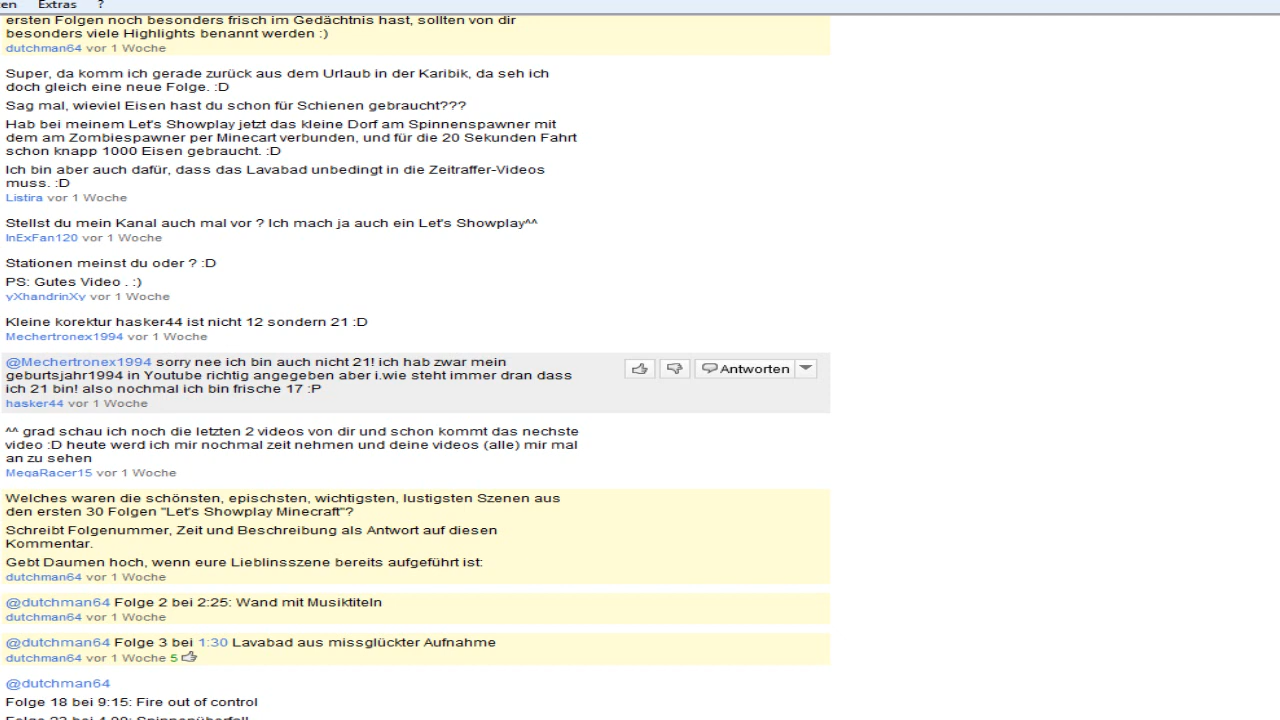 en Extras ?
ersten Folgen noch besonders frisch im Gedächtnis hast, sollten von dir
besonders viele Highlights benannt werden :)
dutchman64 vor 1 Woche
Super, da komm ich gerade zurück aus dem Urlaub in der Karibik, da seh ich
doch gleich eine neue Folge. :D
Sag mal, wieviel Eisen hast du schon für Schienen gebraucht???
Hab bei meinem Let's Showplay jetzt das kleine Dorf am Spinnenspawner mit
dem am Zombiespawner per Minecart verbunden, und für die 20 Sekunden Fahrt
schon knapp 1000 Eisen gebraucht. :D
Ich bin aber auch dafür, dass das Lavabad unbedingt in die Zeitraffer-Videos
muss. :D
Listira vor 1 Woche
Stellst du mein Kanal auch mal vor ? Ich mach ja auch ein Let's Showplay^^
InExFan120 vor 1 Woche
Stationen meinst du oder ? :D
PS: Gutes Video . :)
yXhandrinXy vor 1 Woche
Kleine korektur hasker44 ist nicht 12 sondern 21 :D
Mechertronex1994 vor 1 Woche
@Mechertronex1994 sorry nee ich bin auch nicht 21! ich hab zwar mein
geburtsjahr1994 in Youtube richtig angegeben aber i.wie steht immer dran dass
ich 21 bin! also nochmal ich bin frische 17 :P
hasker44 vor 1 Woche
Antworten
^^ grad schau ich noch die letzten 2 videos von dir und schon kommt das nechste
video :D heute werd ich mir nochmal zeit nehmen und deine videos (alle) mir mal
an zu sehen
MegaRacer15 vor 1 Woche
Welches waren die schönsten, epischsten, wichtigsten, lustigsten Szenen aus
den ersten 30 Folgen "Let's Showplay Minecraft"?
Schreibt Folgenummer, Zeit und Beschreibung als Antwort auf diesen
Kommentar.
Gebt Daumen hoch, wenn eure Lieblinsszene bereits aufgeführt ist:
dutchman64 vor 1 Woche
@dutchman64 Folge 2 bei 2:25: Wand mit Musiktiteln
dutchman64 vor 1 Woche
@dutchman64 Folge 3 bei 1:30 Lavabad aus missglückter Aufnahme
dutchman64 vor 1 Woche 5
@dutchman64
Folge 18 bei 9:15: Fire out of control